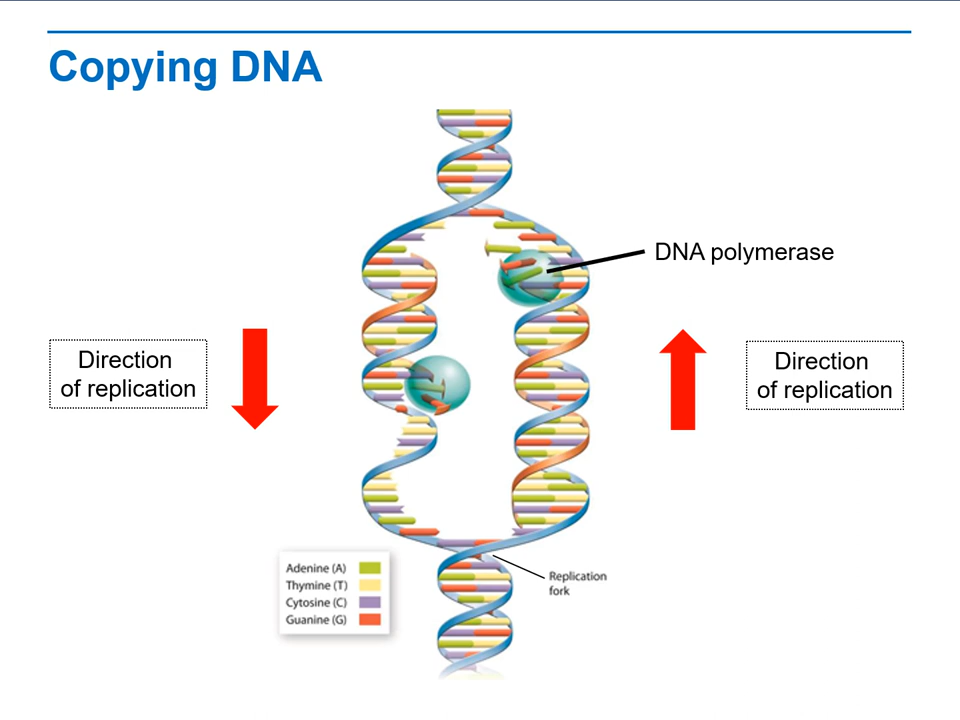 Copying DNA
DNA polymerase
Direction
of replication
Direction
of replication
Adenine (A)
Thymine (T)
Cytosine (C)
Guanine (G)
Replication
fork